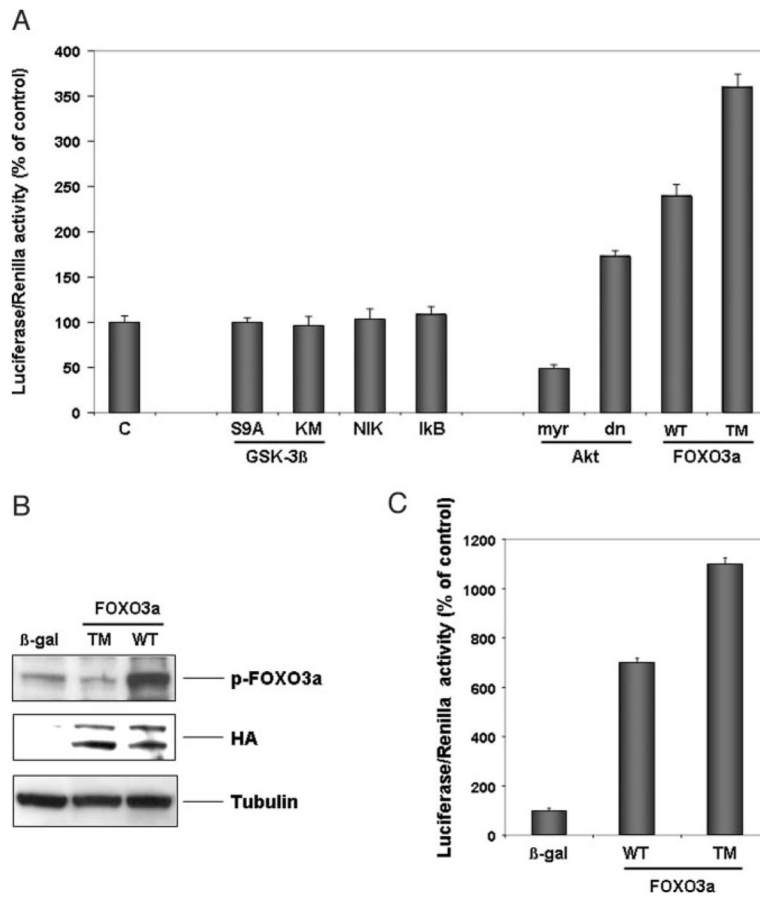 A
Luciferase/Renilla activity (% of control)
400
350
300
250
200
150
100
50
0
C
S9A KM NIK IkB myr dn WT TM
GSK-3ß Akt FOXO3a
B
FOXO3a
ß-gal TM WT
p-FOXO3a
HA
Tubulin
C
Luciferase/Renilla activity (% of control)
1200
1000
800
600
400
200
0
ß-gal WT TM
FOXO3a